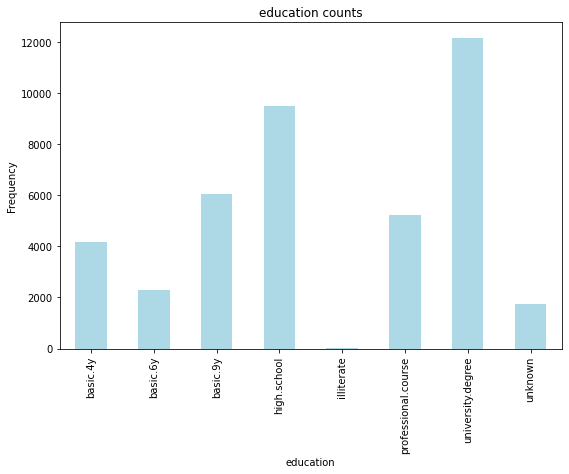 education counts
12000
10000
8000
6000
4000
2000
0
Frequency
basic.4y
basic.6y
basic.9y
high.school
illiterate
professional.course
university.degree
unknown
education